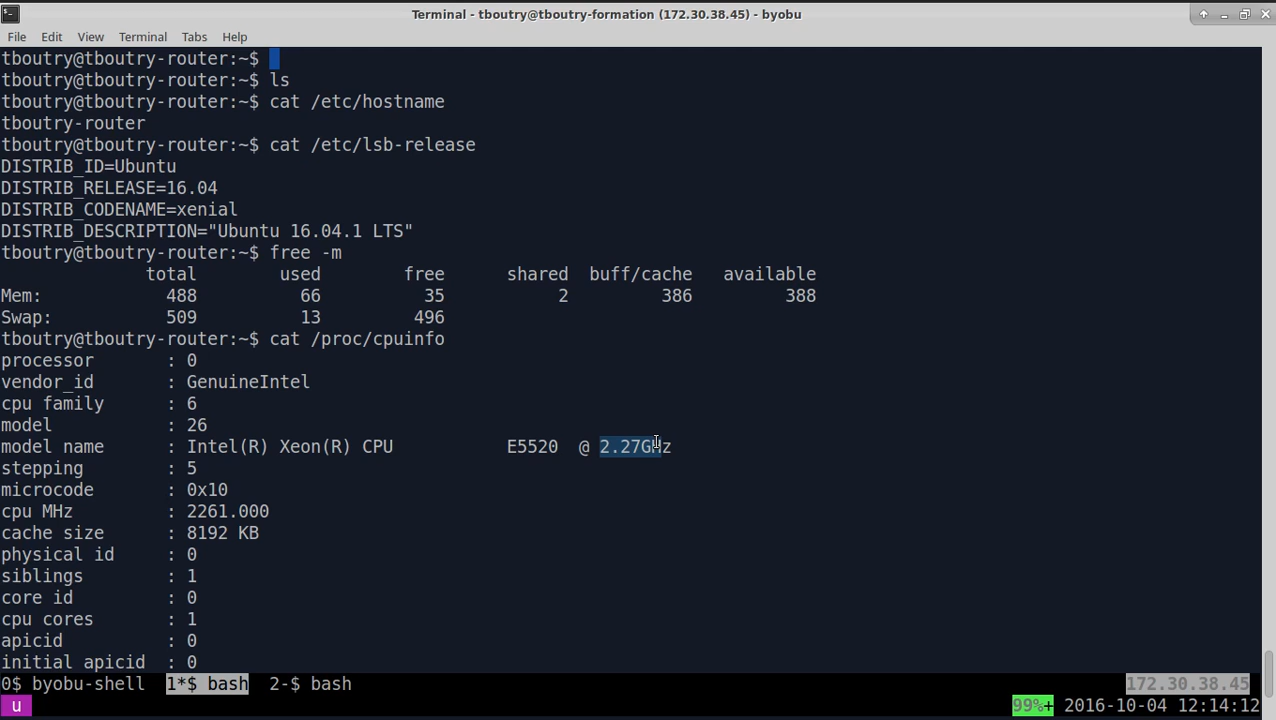 Terminal - tboutry@tboutry-formation (172.30.38.45) - byobu
File Edit View Terminal Tabs Help
tboutry@tboutry-router:~$
tboutry@tboutry-router:~$ ls
tboutry@tboutry-router:~$ cat /etc/hostname
tboutry-router
tboutry@tboutry-router:~$ cat /etc/lsb-release
DISTRIB_ID=Ubuntu
DISTRIB_RELEASE=16.04
DISTRIB_CODENAME=xenial
DISTRIB_DESCRIPTION="Ubuntu 16.04.1 LTS"
tboutry@tboutry-router:~$ free -m
total used free shared buff/cache available
Mem: 488 66 35 2 386 388
Swap: 509 13 496
tboutry@tboutry-router:~$ cat /proc/cpuinfo
processor : 0
vendor_id : GenuineIntel
cpu family : 6
model : 26
model name : Intel(R) Xeon(R) CPU E5520 @ 2.27GHz
stepping : 5
microcode : 0x10
cpu MHz : 2261.000
cache size : 8192 KB
physical id : 0
siblings : 1
core id : 0
cpu cores : 1
apicid : 0
initial apicid : 0
0$ byobu-shell 1*$ bash 2-$ bash 172.30.38.45
u 99%+ 2016-10-04 12:14:12